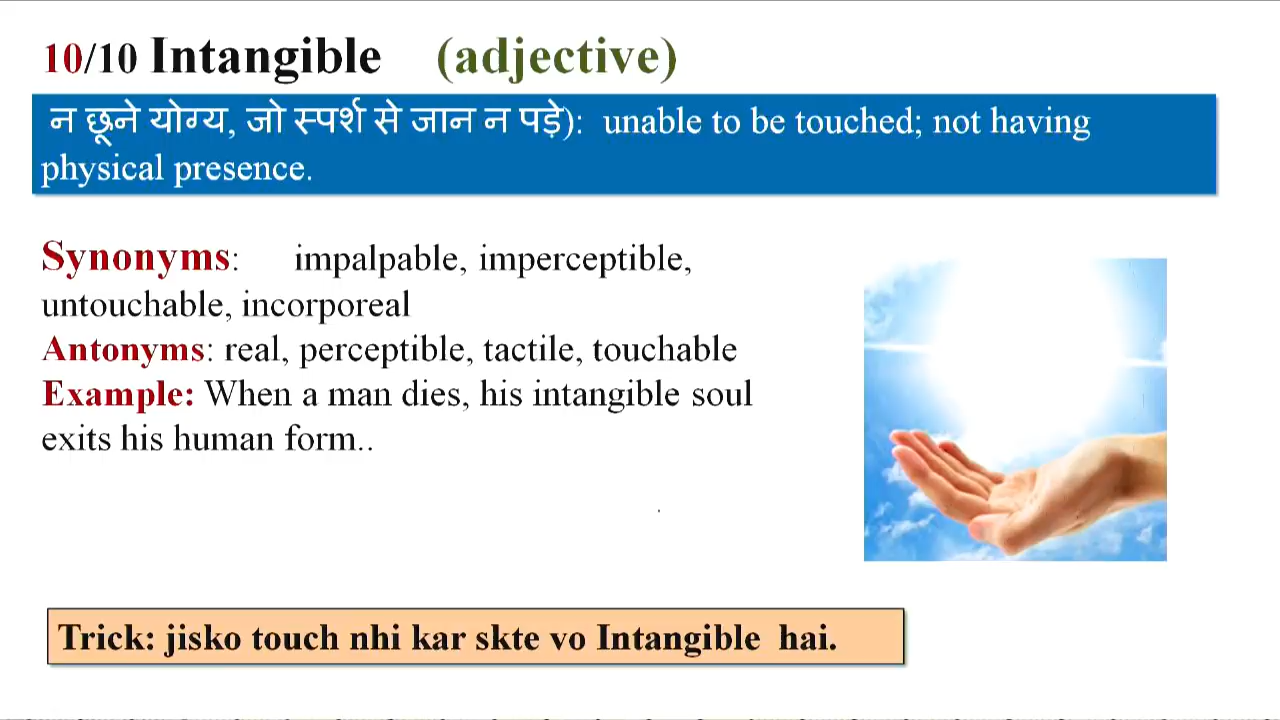 10/10 Intangible (adjective)
न छूने योग्य, जो स्पर्श से जान न पड़े): unable to be touched; not having
physical presence.
Synonyms: impalpable, imperceptible,
untouchable, incorporeal
Antonyms: real, perceptible, tactile, touchable
Example: When a man dies, his intangible soul
exits his human form..
Trick: jisko touch nhi kar skte vo Intangible hai.